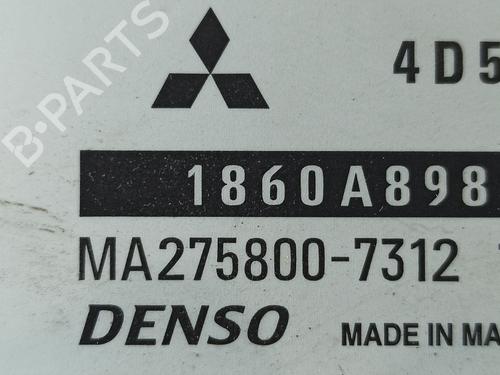 B-PARTS
4D5
1860A898
MA275800-7312
DENSO
MADE IN MA